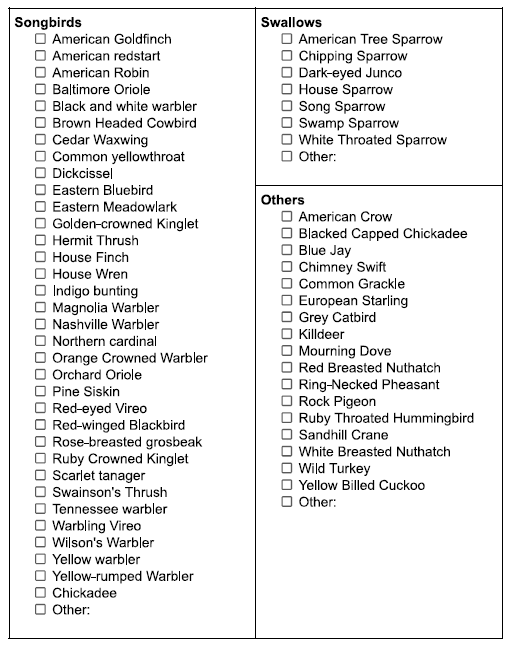 Songbirds
American Goldfinch
American redstart
American Robin
Baltimore Oriole
Black and white warbler
Brown Headed Cowbird
Cedar Waxwing
Common yellowthroat
Dickcissel
Eastern Bluebird
Eastern Meadowlark
Golden-crowned Kinglet
Hermit Thrush
House Finch
House Wren
Indigo bunting
Magnolia Warbler
Nashville Warbler
Northern cardinal
Orange Crowned Warbler
Orchard Oriole
Pine Siskin
Red-eyed Vireo
Red-winged Blackbird
Rose-breasted grosbeak
Ruby Crowned Kinglet
Scarlet tanager
Swainson's Thrush
Tennessee warbler
Warbling Vireo
Wilson's Warbler
Yellow warbler
Yellow-rumped Warbler
Chickadee
Other:
Swallows
American Tree Sparrow
Chipping Sparrow
Dark-eyed Junco
House Sparrow
Song Sparrow
Swamp Sparrow
White Throated Sparrow
Other:
Others
American Crow
Blacked Capped Chickadee
Blue Jay
Chimney Swift
Common Grackle
European Starling
Grey Catbird
Killdeer
Mourning Dove
Red Breasted Nuthatch
Ring-Necked Pheasant
Rock Pigeon
Ruby Throated Hummingbird
Sandhill Crane
White Breasted Nuthatch
Wild Turkey
Yellow Billed Cuckoo
Other: